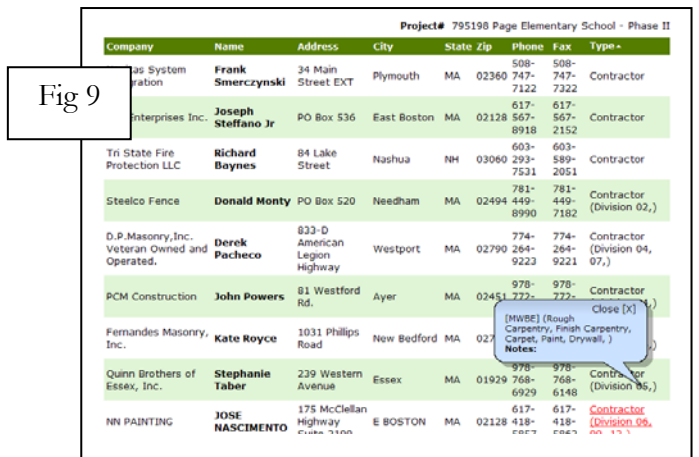 Project# 795198 Page Elementary School - Phase II
Company Name Address City State Zip Phone Fax Type
Fig 9
System Frank Smerczynski 34 Main Street EXT Plymouth MA 02360 508-747-7122 508-747-7322 Contractor
Enterprises Inc. Joseph Steffano Jr PO Box 536 East Boston MA 02128 617-567-8918 617-567-2152 Contractor
Tri State Fire Protection LLC Richard Baynes 84 Lake Street Nashua NH 03060 603-293-7531 603-589-2051 Contractor
Steelco Fence Donald Monty PO Box 520 Needham MA 02494 781-449-8990 781-449-7182 Contractor (Division 02,)
D.P.Masonry,Inc. Veteran Owned and Operated. Derek Pacheco 833-D American Legion Highway Westport MA 02790 774-264-9223 774-264-9221 Contractor (Division 04, 07,)
PCM Construction John Powers 81 Westford Rd. Ayer MA 02451 978-772- 978-772- Contractor
Close [X]
[MWBE] (Rough
Carpentry, Finish Carpentry,
Carpet, Paint, Drywall, )
Notes:
Fernandes Masonry, Inc. Kate Royce 1031 Phillips Road New Bedford MA
Quinn Brothers of Essex, Inc. Stephanie Taber 239 Western Avenue Essex MA 01929 978-768-6929 978-768-6148 Contractor (Division 05,)
NN PAINTING JOSE NASCIMENTO 175 McClellan Highway E BOSTON MA 02128 617-418- 617-418- Contractor (Division 06,